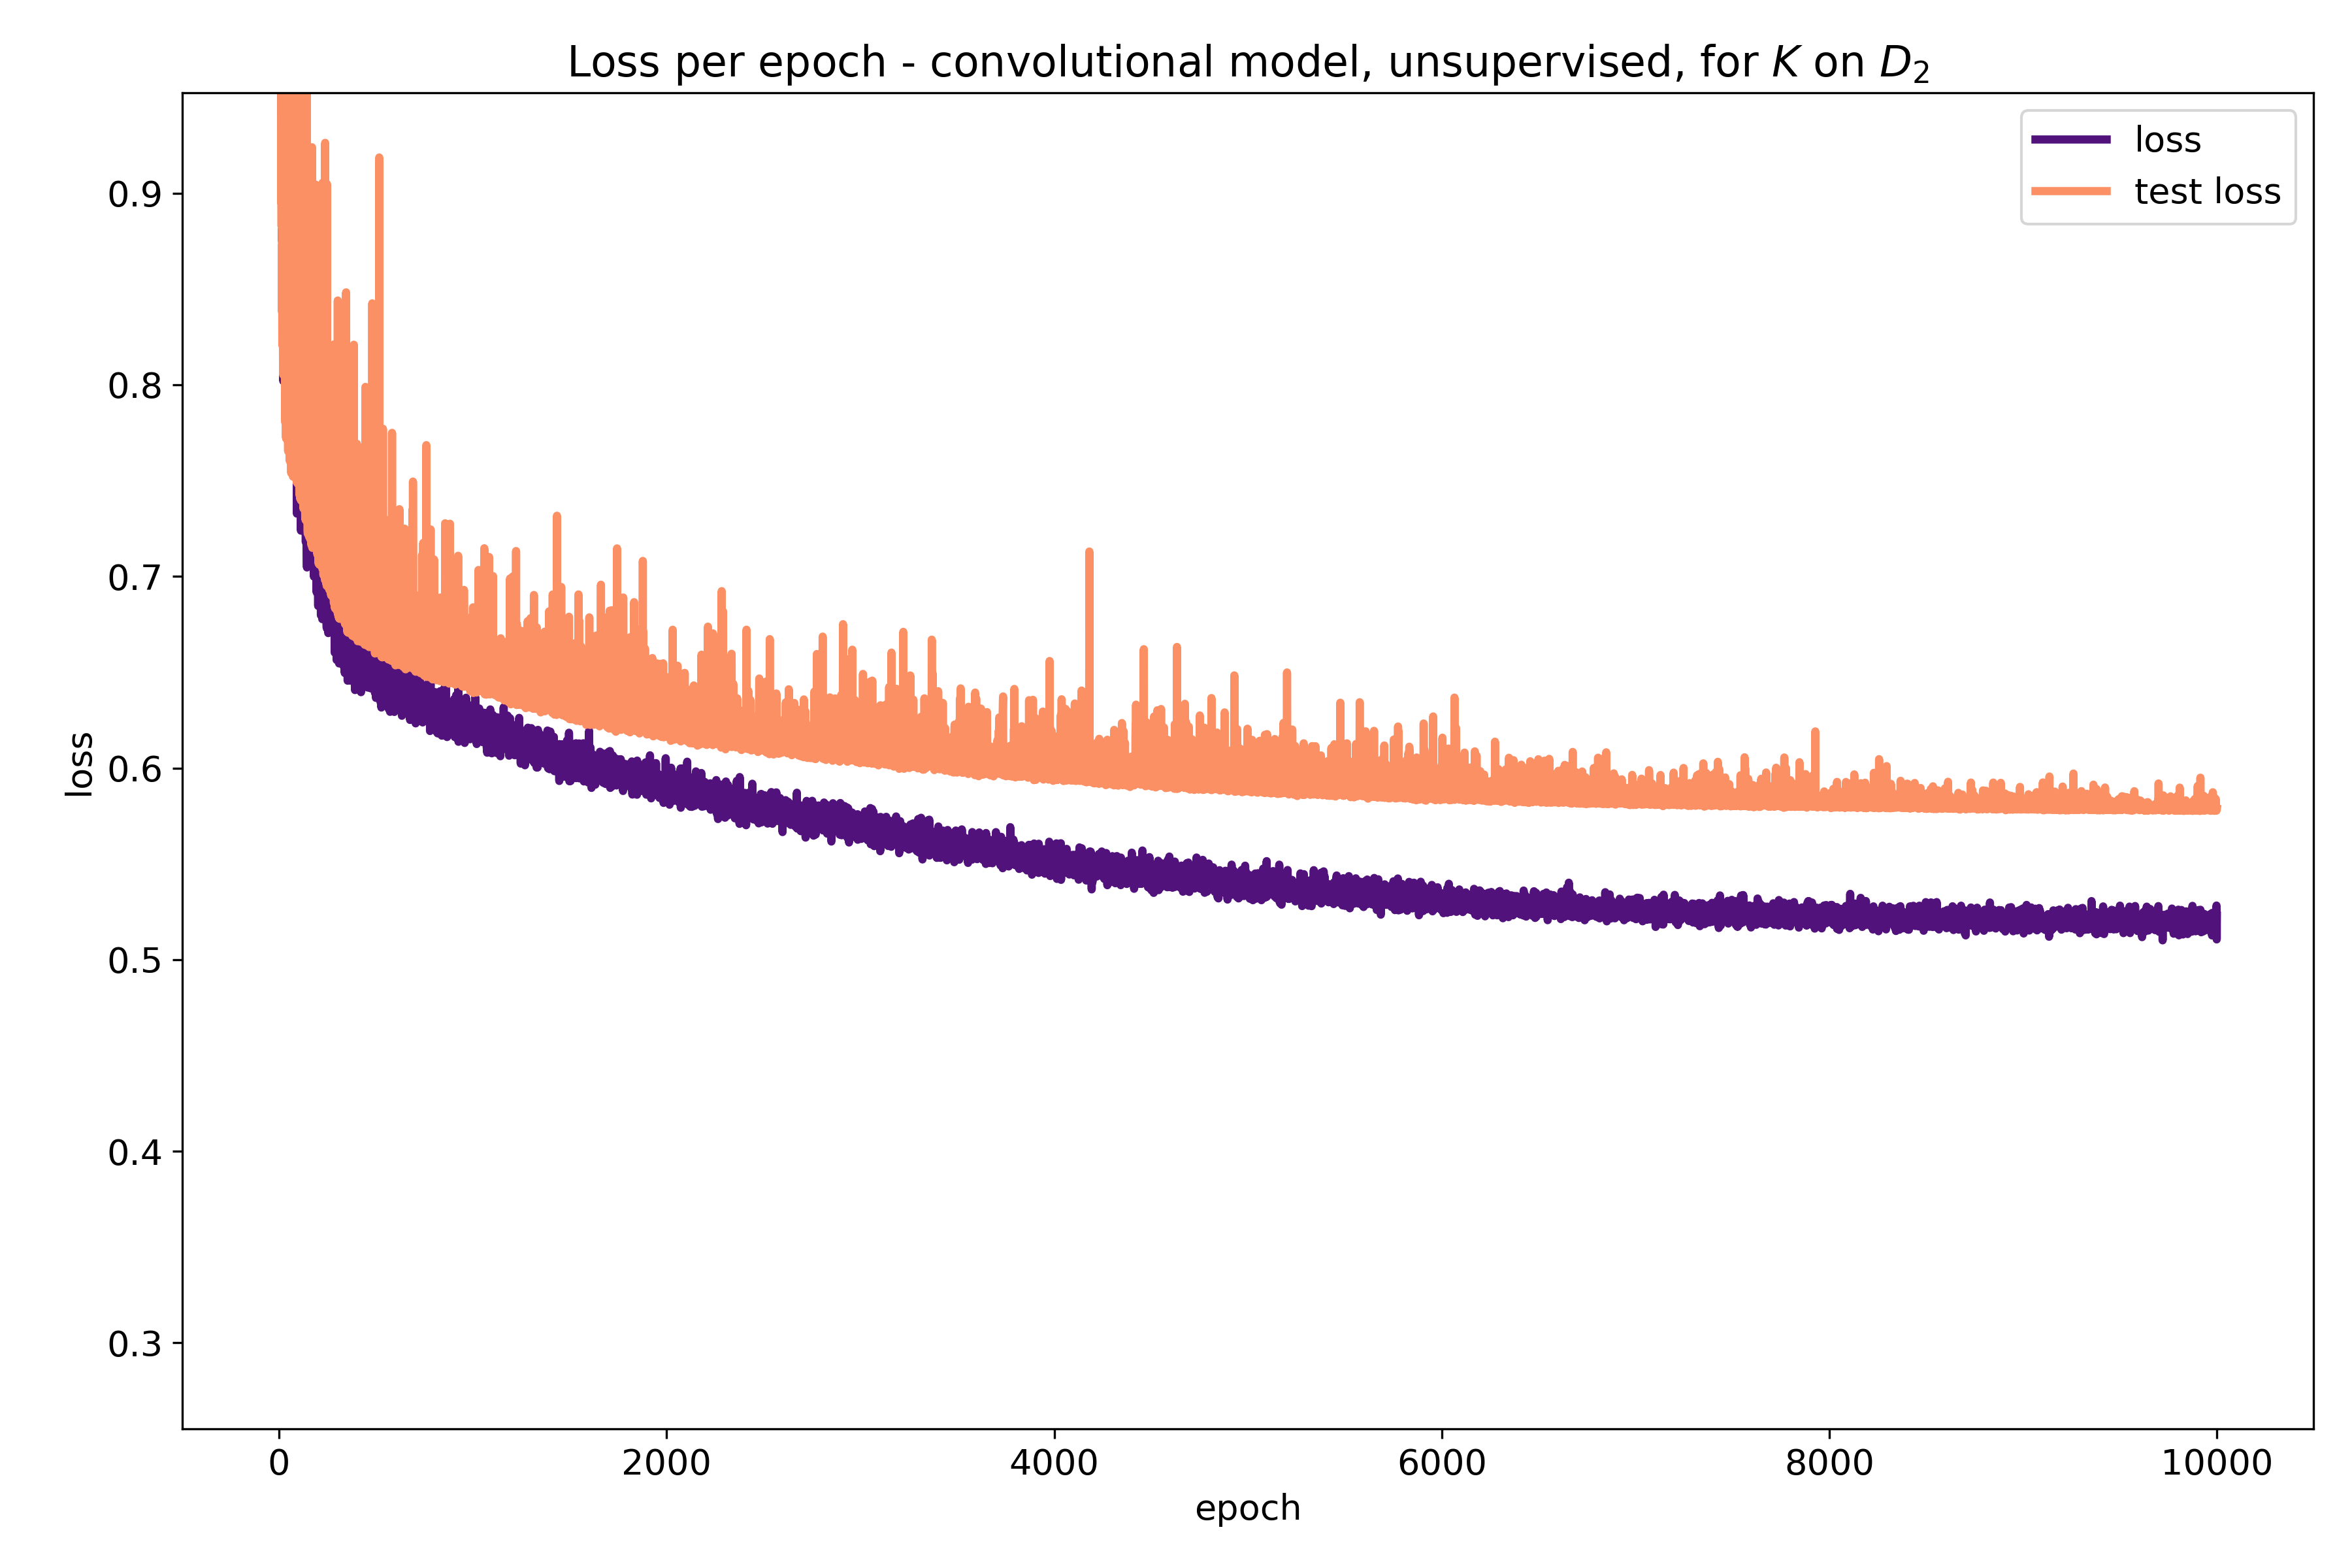 Loss per epoch - convolutional model, unsupervised, for K on D₂
loss
test loss
0.9
0.8
0.7
0.6
0.5
0.4
0.3
loss
0 2000 4000 6000 8000 10000
epoch